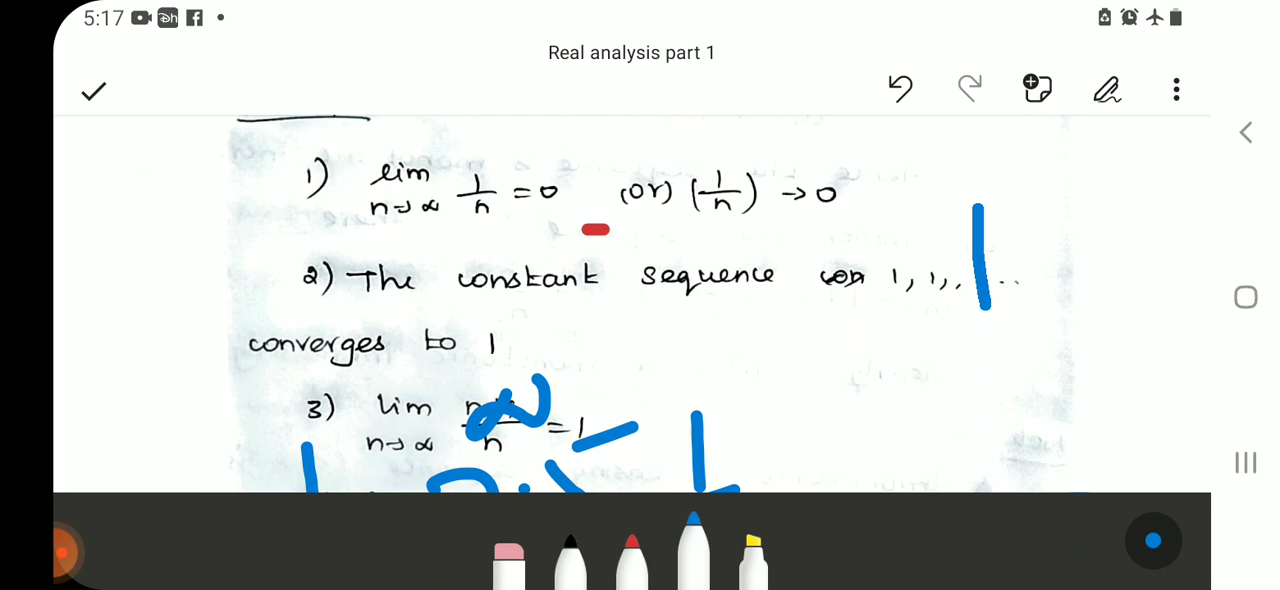 5:17
Real analysis part 1
1) lim n→∞ 1/n = 0 (or) (1/n) → 0
2) The constant sequence 1, 1, . . .
converges to 1
3) lim n→∞ /n = 1